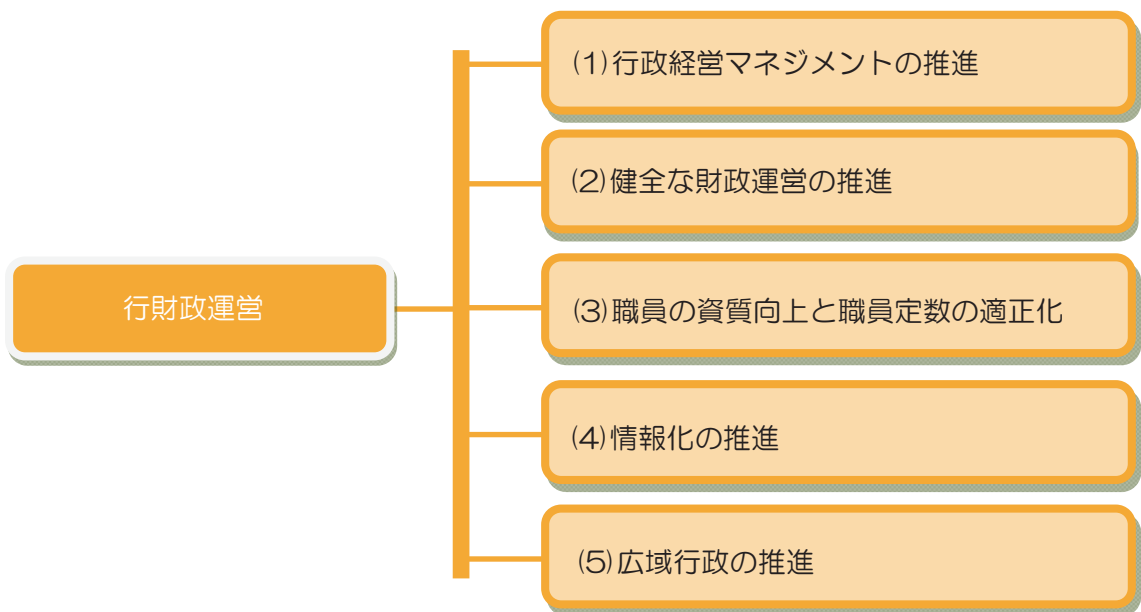 行財政運営
(1)行政経営マネジメントの推進
(2)健全な財政運営の推進
(3)職員の資質向上と職員定数の適正化
(4)情報化の推進
(5)広域行政の推進